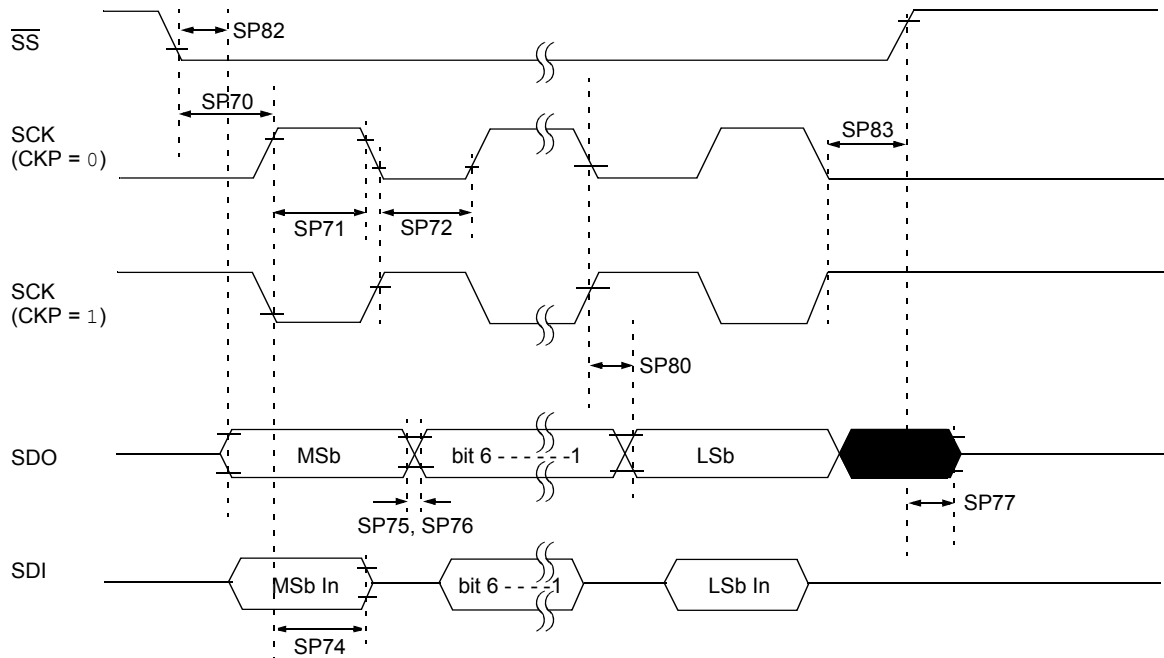 SS
SP82
SP70
SCK
(CKP = 0)
SP83
SP71
SP72
SCK
(CKP = 1)
SP80
SDO
MSb
bit 6 - - - - - -1
LSb
SP75, SP76
SP77
SDI
MSb In
bit 6 - - - -1
LSb In
SP74